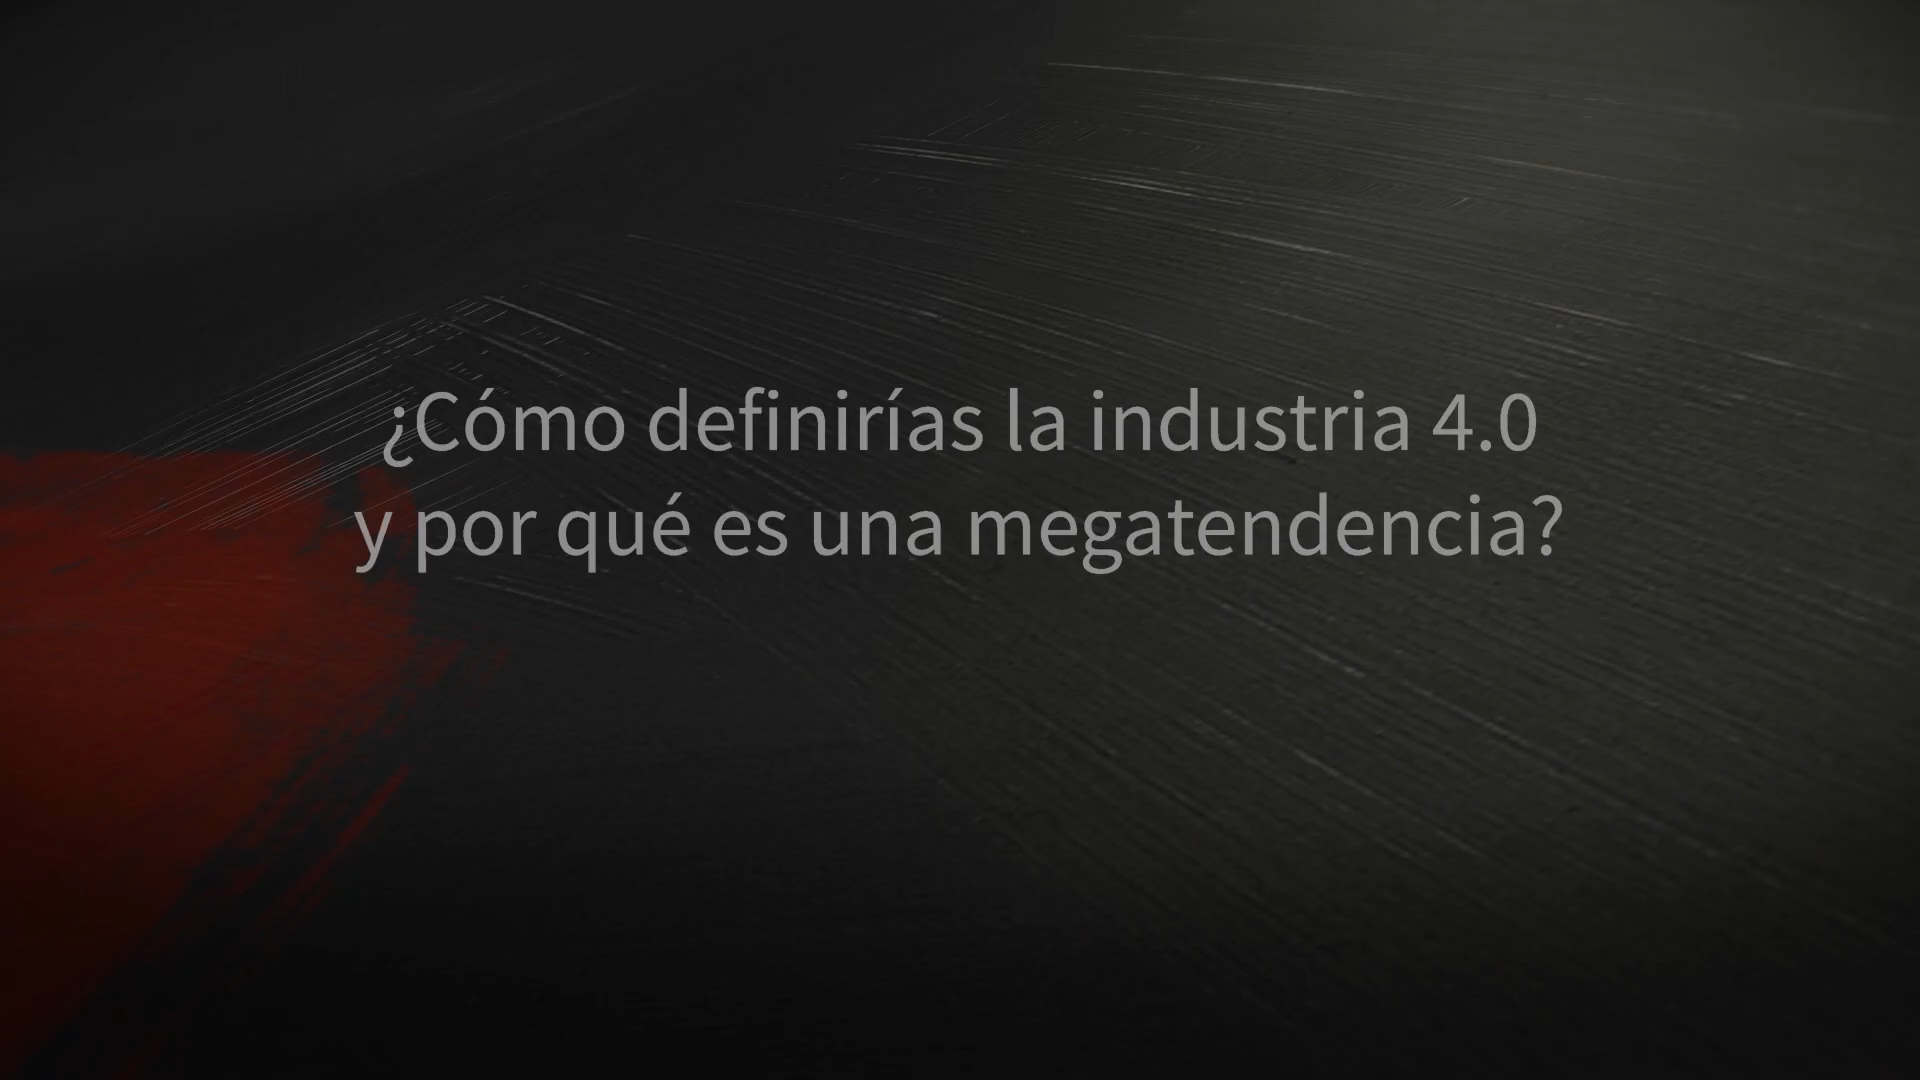 ¿Cómo definirías la industria 4.0
y por qué es una megatendencia?